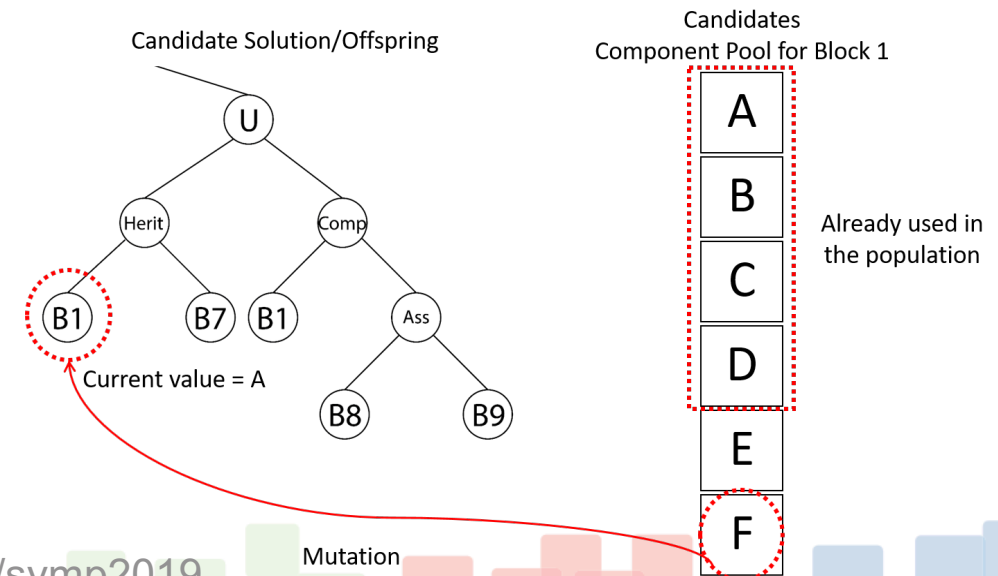 Candidates
Component Pool for Block 1
Candidate Solution/Offspring
A
U
B
Herit
Comp
Already used in
the population
C
B1
B7
B1
Ass
D
Current value = A
B8
B9
E
F
Mutation
/symp2019